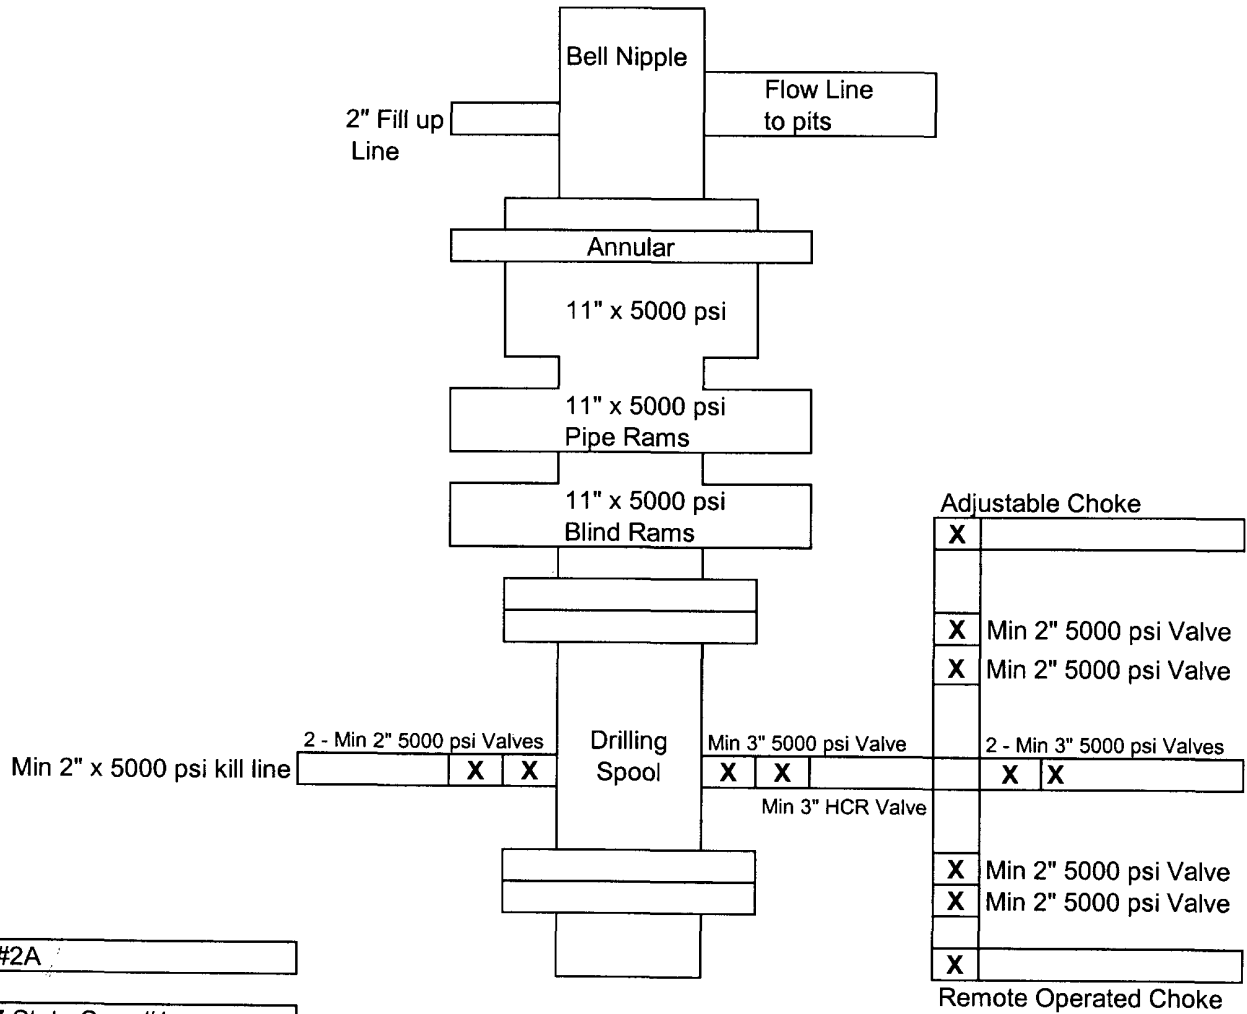 Bell Nipple
Flow Line
to pits
2" Fill up
Line
Annular
11" x 5000 psi
11" x 5000 psi
Pipe Rams
11" x 5000 psi
Blind Rams
Adjustable Choke
X
X Min 2" 5000 psi Valve
X Min 2" 5000 psi Valve
2 - Min 2" 5000 psi Valves
Drilling
Spool
Min 3" 5000 psi Valve
2 - Min 3" 5000 psi Valves
Min 2" x 5000 psi kill line
X X
X X
X X
Min 3" HCR Valve
X Min 2" 5000 psi Valve
X Min 2" 5000 psi Valve
X
Remote Operated Choke
#2A